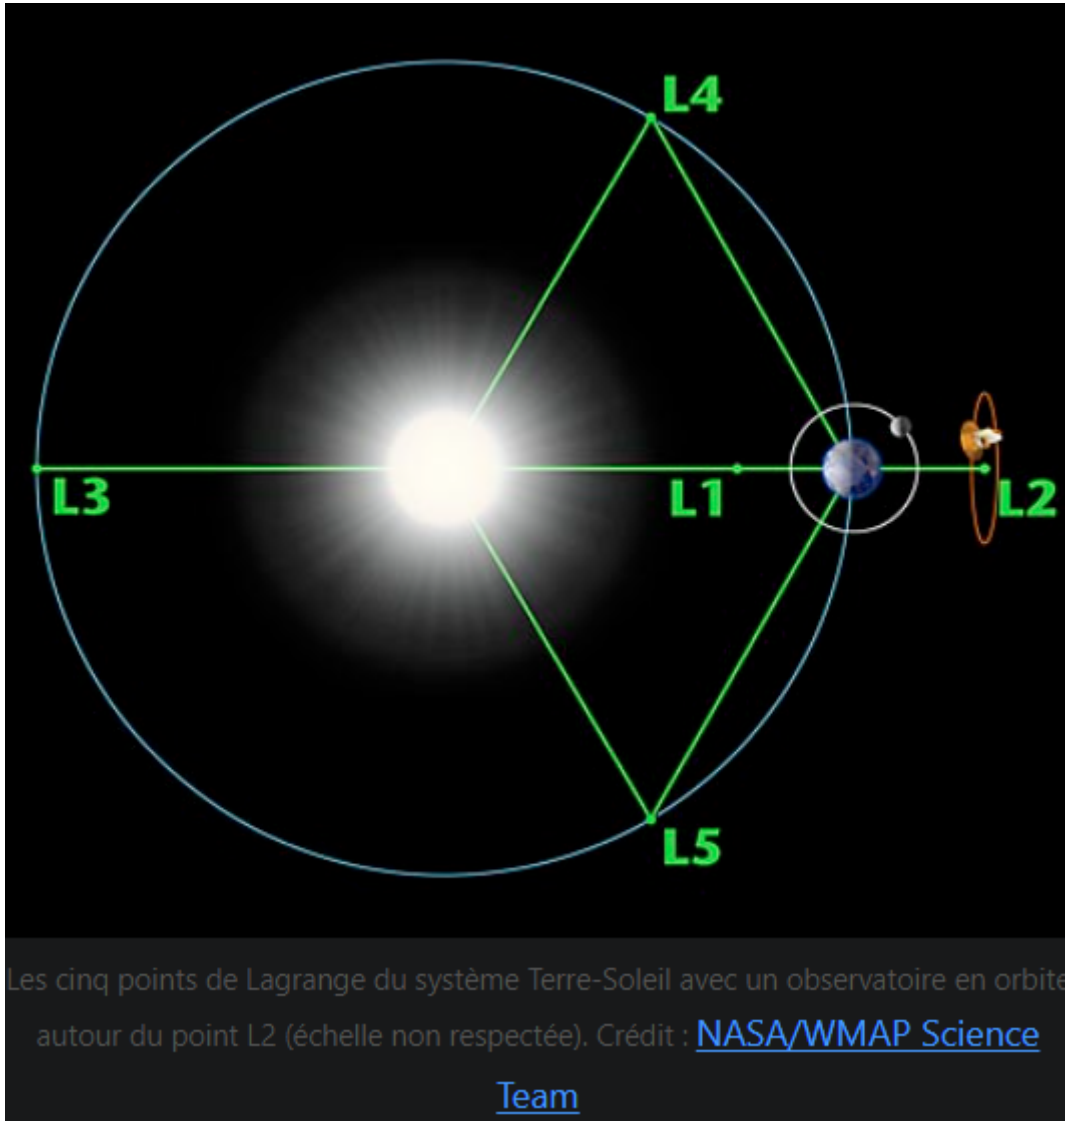 L4
L3
L1
L2
L5
Les cinq points de Lagrange du système Terre-Soleil avec un observatoire en orbite
autour du point L2 (échelle non respectée). Crédit : NASA/WMAP Science
Team